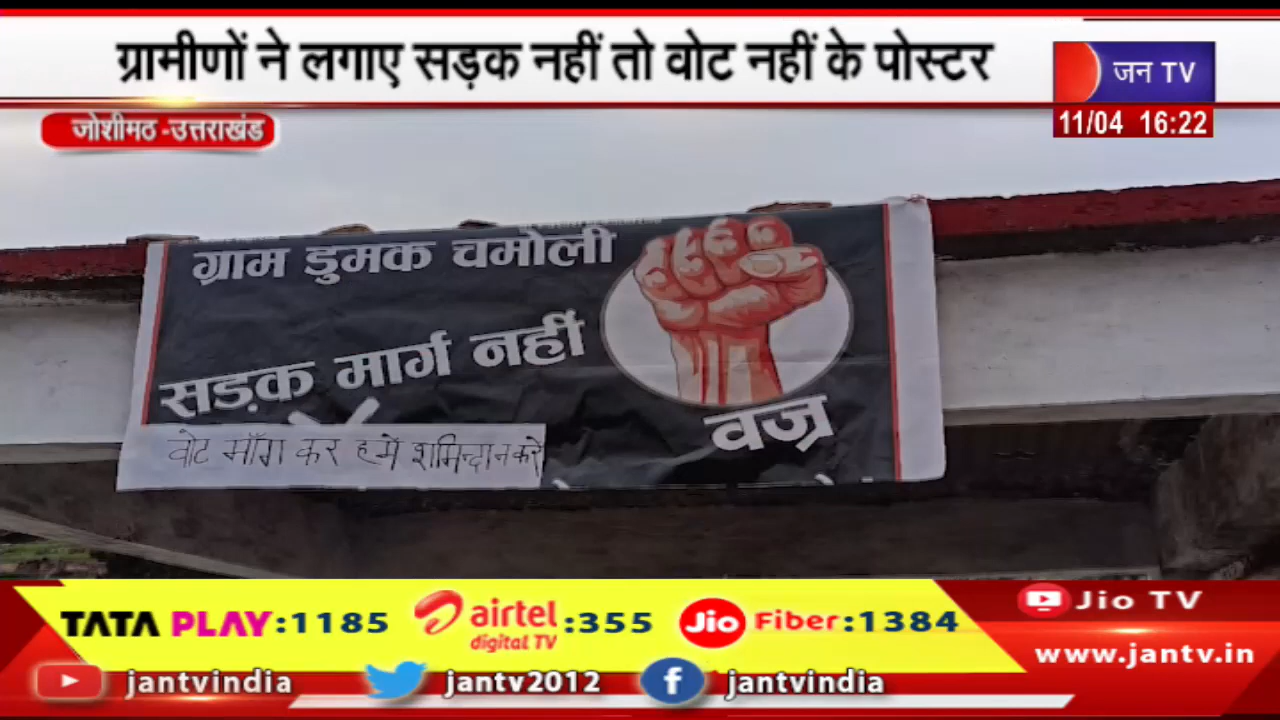 ग्रामीणों ने लगाए सड़क नहीं तो वोट नहीं के पोस्टर
जन TV
जोशीमठ -उत्तराखंड
11/04 16:22
ग्राम डुमक चमोली
सड़क मार्ग नहीं
वज्र
वोट माँग कर हमें शर्मिन्दा न करे
TATA PLAY:1185
airtel digital TV :355
Jio Fiber:1384
Jio TV
www.jantv.in
jantvindia
jantv2012
jantvindia